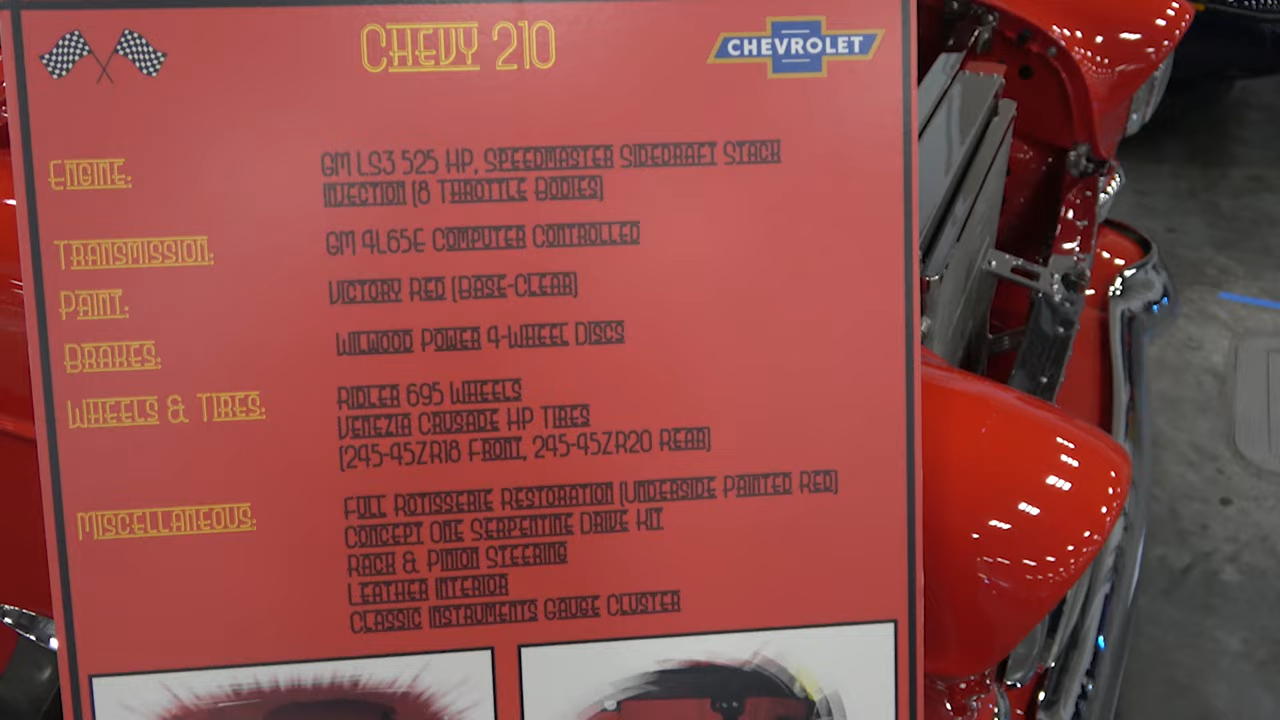 CHEVY 210
CHEVROLET
ENGINE:
GM LS3 525 HP, SPEEDMASTER SIDEDRAFT STACK
INJECTION (8 THROTTLE BODIES)
TRANSMISSION:
GM 4L65E COMPUTER CONTROLLED
PAINT:
VICTORY RED (BASE-CLEAR)
BRAKES:
WILWOOD POWER 4-WHEEL DISCS
WHEELS & TIRES:
RIDLER 695 WHEELS
VENEZIA CRUSADE HP TIRES
(245-45ZR18 FRONT, 245-45ZR20 REAR)
MISCELLANEOUS:
FULL ROTISSERIE RESTORATION (UNDERSIDE PAINTED RED)
CONCEPT ONE SERPENTINE DRIVE KIT
RACK & PINION STEERING
LEATHER INTERIOR
CLASSIC INSTRUMENTS GAUGE CLUSTER